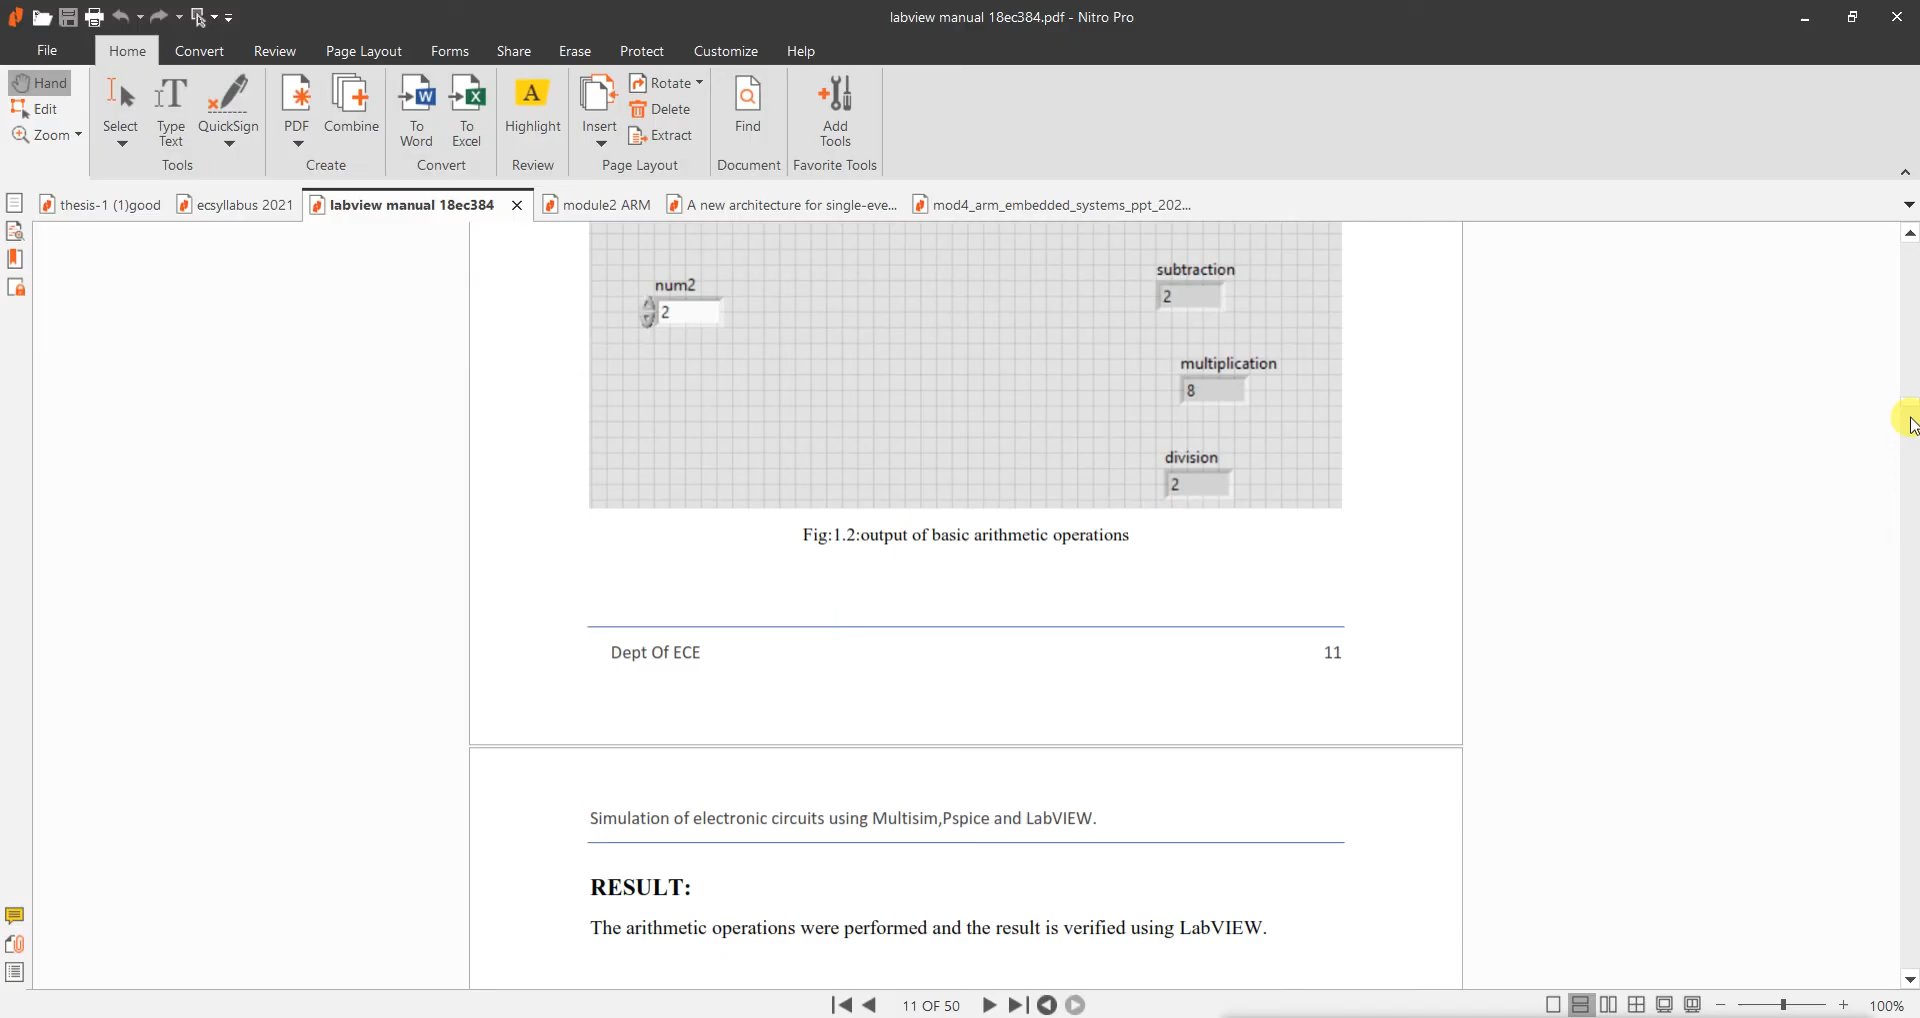 labview manual 18ec384.pdf - Nitro Pro
File Home Convert Review Page Layout Forms Share Erase Protect Customize Help
Hand
Edit
Zoom
Select
Type Text
QuickSign
Tools
PDF
Combine
Create
To Word
To Excel
Convert
Highlight
Review
Insert
Rotate
Delete
Extract
Page Layout
Find
Document
Add Tools
Favorite Tools
thesis-1 (1)good ecsyllabus 2021 labview manual 18ec384 module2 ARM A new architecture for single-eve... mod4_arm_embedded_systems_ppt_202...
num2
2
subtraction
2
multiplication
8
division
2
Fig:1.2:output of basic arithmetic operations
Dept Of ECE 11
Simulation of electronic circuits using Multisim,Pspice and LabVIEW.
RESULT:
The arithmetic operations were performed and the result is verified using LabVIEW.
11 OF 50
100%